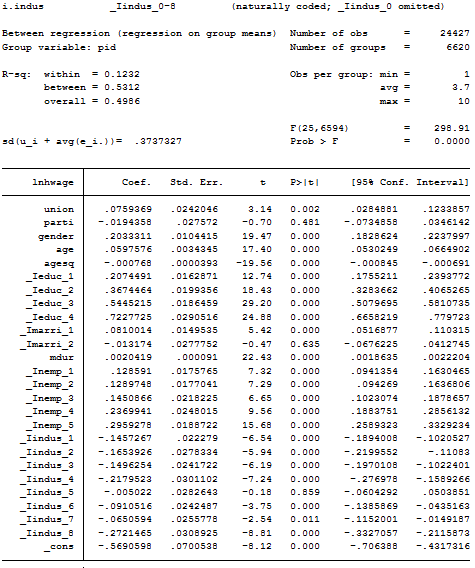 i.indus _Iindus_0-8 (naturally coded; _Iindus_0 omitted)
Between regression (regression on group means) Number of obs = 24427
Group variable: pid Number of groups = 6620
R-sq: within = 0.1232 Obs per group: min = 1
between = 0.5312 avg = 3.7
overall = 0.4986 max = 10
F(25,6594) = 298.91
sd(u_i + avg(e_i.))= .3737327 Prob > F = 0.0000
lnhwage Coef. Std. Err. t P>|t| [95% Conf. Interval]
union .0759369 .0242046 3.14 0.002 .0284881 .1233857
parti -.0194358 .027572 -0.70 0.481 -.0734858 .0346142
gender .2033311 .0104415 19.47 0.000 .1828624 .2237997
age .0597576 .0034345 17.40 0.000 .0530249 .0664902
agesq -.000768 .0000393 -19.56 0.000 -.000845 -.000691
_Ieduc_1 .2074491 .0162871 12.74 0.000 .1755211 .2393772
_Ieduc_2 .3674464 .0199356 18.43 0.000 .3283662 .4065265
_Ieduc_3 .5445215 .0186459 29.20 0.000 .5079695 .5810735
_Ieduc_4 .7227725 .0290516 24.88 0.000 .6658219 .779723
_Imarri_1 .0810014 .0149535 5.42 0.000 .0516877 .110315
_Imarri_2 -.013174 .0277752 -0.47 0.635 -.0676225 .0412745
mdur .0020419 .000091 22.43 0.000 .0018635 .0022204
_Inemp_1 .128591 .0175765 7.32 0.000 .0941354 .1630465
_Inemp_2 .1289748 .0177041 7.29 0.000 .094269 .1636806
_Inemp_3 .1450866 .0218225 6.65 0.000 .1023074 .1878657
_Inemp_4 .2369941 .0248015 9.56 0.000 .1883751 .2856132
_Inemp_5 .2959278 .0188722 15.68 0.000 .2589323 .3329234
_Iindus_1 -.1457267 .022279 -6.54 0.000 -.1894008 -.1020527
_Iindus_2 -.1653926 .0278334 -5.94 0.000 -.2199552 -.11083
_Iindus_3 -.1496254 .0241722 -6.19 0.000 -.1970108 -.1022401
_Iindus_4 -.2179523 .0301102 -7.24 0.000 -.276978 -.1589266
_Iindus_5 -.005022 .0282643 -0.18 0.859 -.0604292 .0503851
_Iindus_6 -.0910516 .0242487 -3.75 0.000 -.1385869 -.0435163
_Iindus_7 -.0650594 .0255778 -2.54 0.011 -.1152001 -.0149187
_Iindus_8 -.2721465 .0308925 -8.81 0.000 -.3327057 -.2115873
_cons -.5690598 .0700538 -8.12 0.000 -.706388 -.4317316